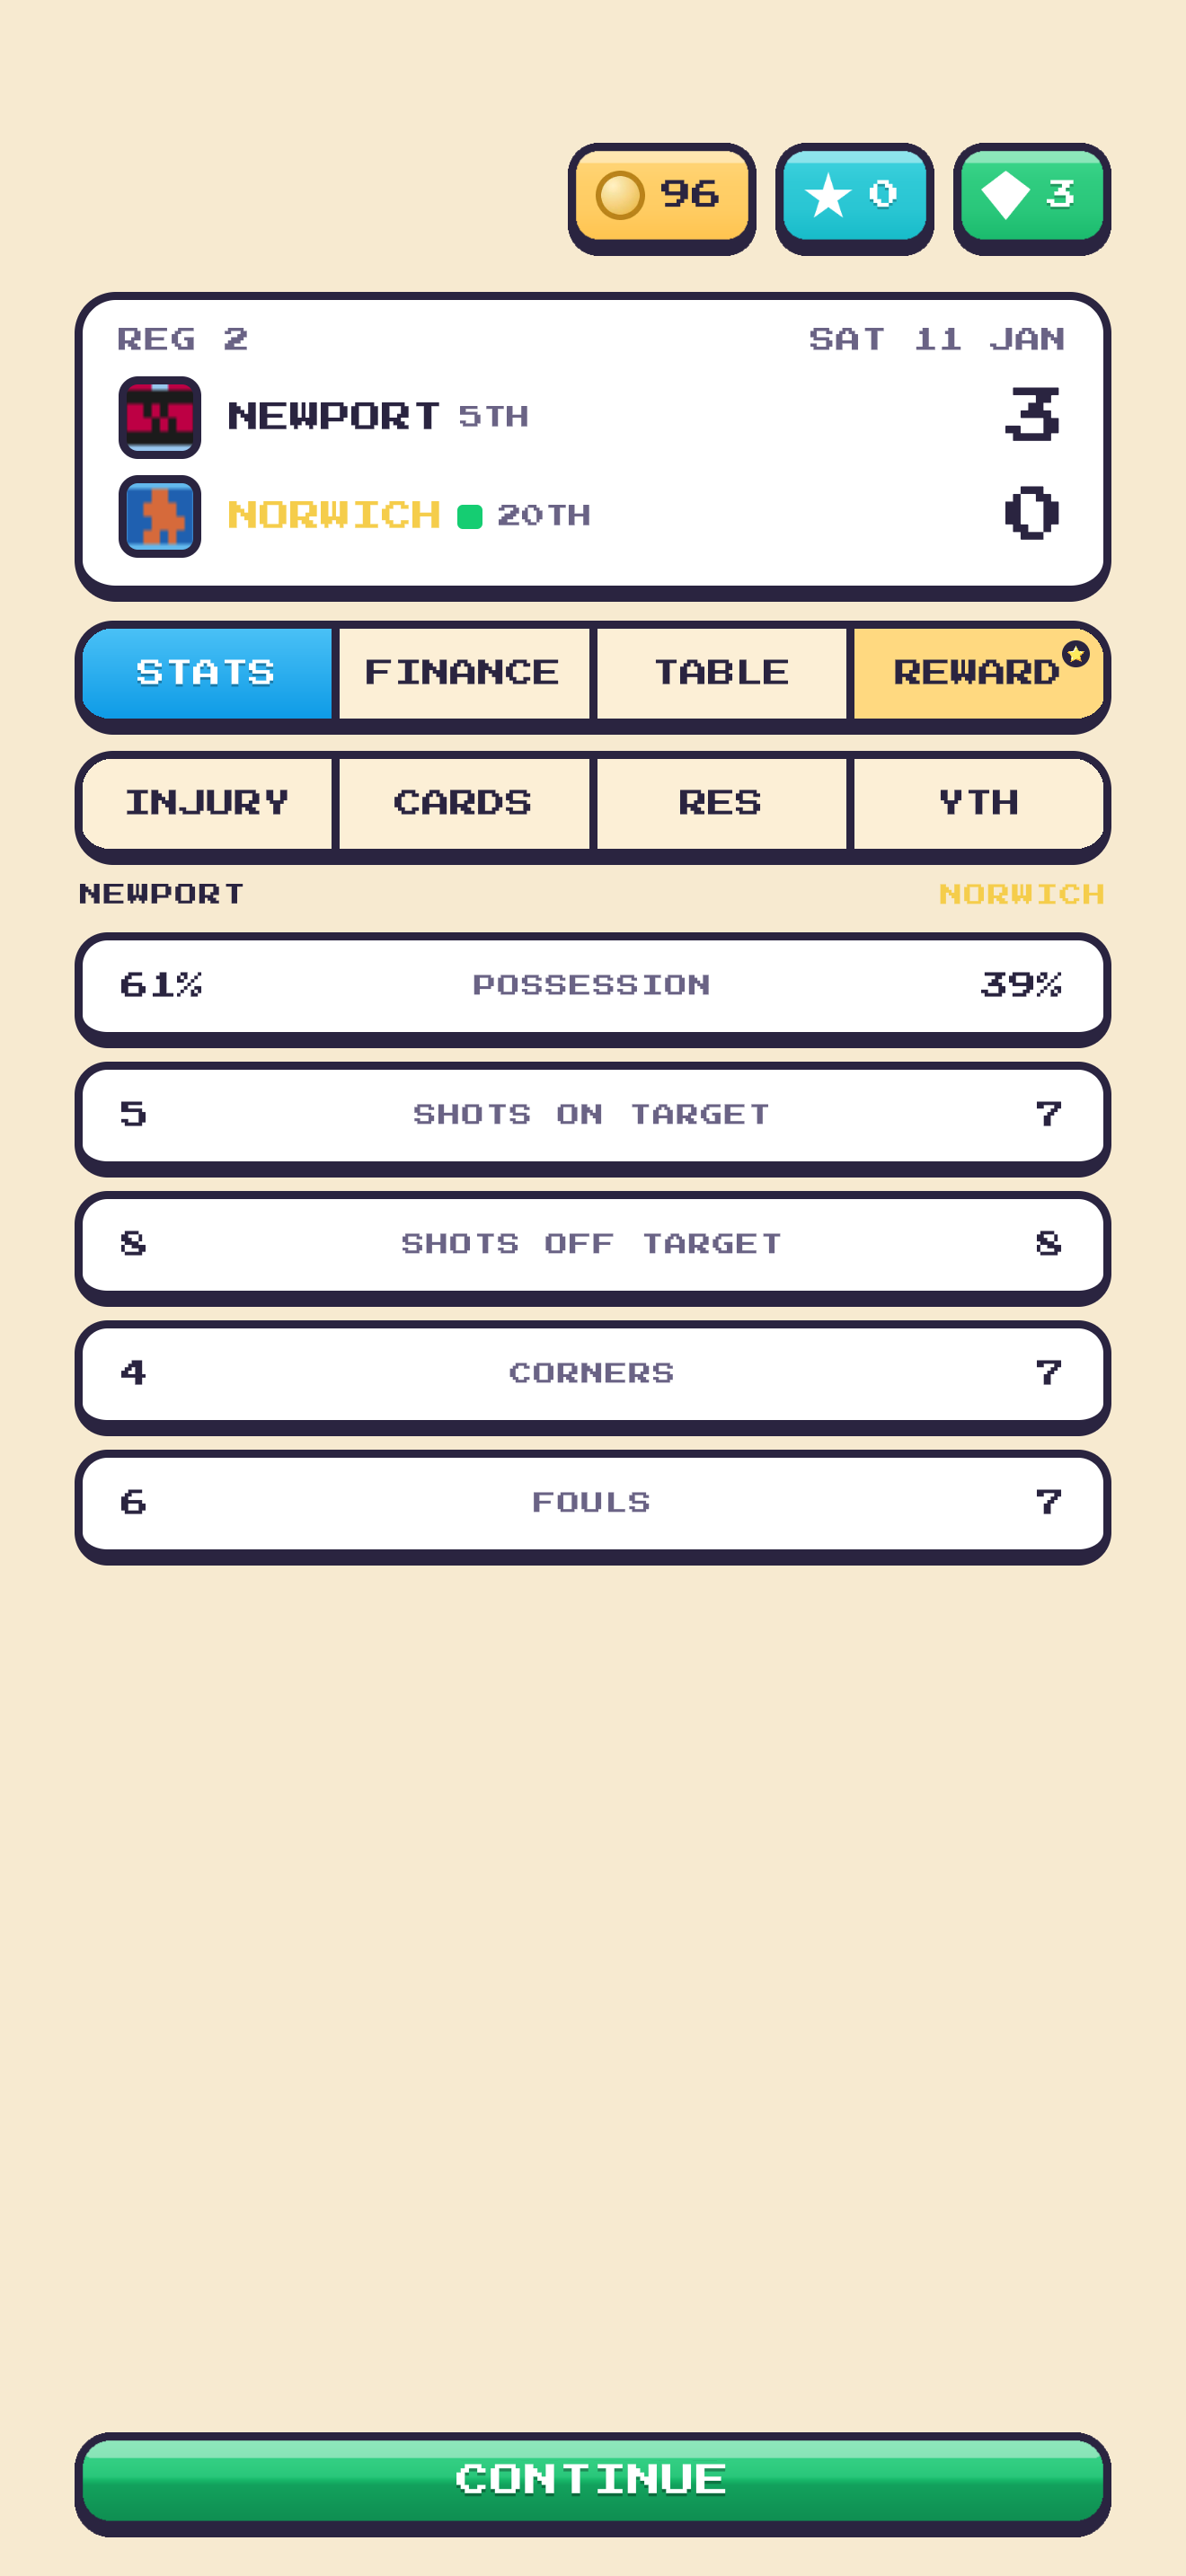 96 0 3
REG 2 SAT 11 JAN
NEWPORT 5TH 3
NORWICH 20TH 0
STATS FINANCE TABLE REWARD
INJURY CARDS RES YTH
NEWPORT NORWICH
61% POSSESSION 39%
5 SHOTS ON TARGET 7
8 SHOTS OFF TARGET 8
4 CORNERS 7
6 FOULS 7
CONTINUE